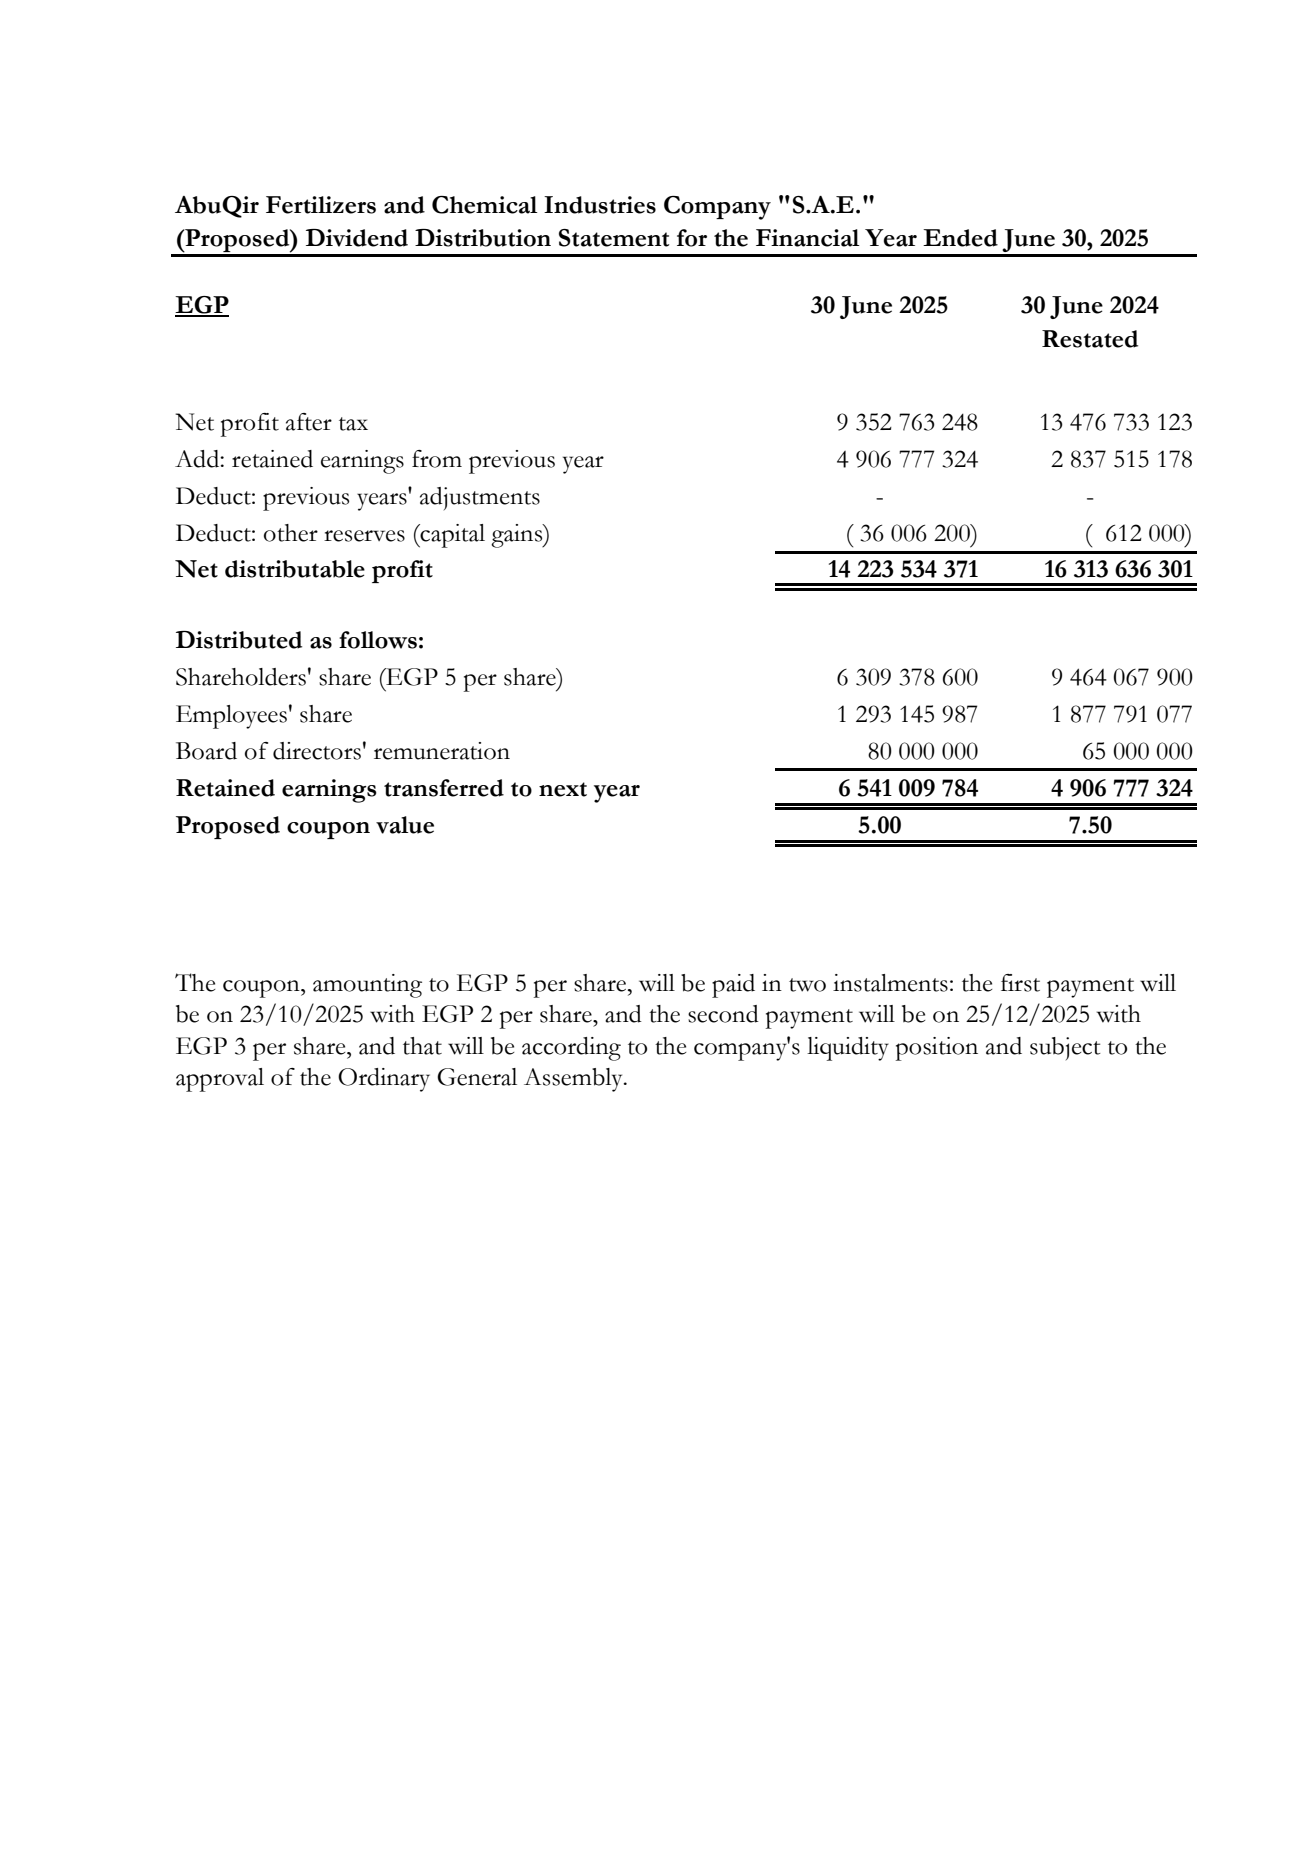 AbuQir Fertilizers and Chemical Industries Company "S.A.E."
(Proposed) Dividend Distribution Statement for the Financial Year Ended June 30, 2025
EGP 30 June 2025 30 June 2024
Restated
Net profit after tax 9 352 763 248 13 476 733 123
Add: retained earnings from previous year 4 906 777 324 2 837 515 178
Deduct: previous years' adjustments - -
Deduct: other reserves (capital gains) ( 36 006 200) ( 612 000)
Net distributable profit 14 223 534 371 16 313 636 301
Distributed as follows:
Shareholders' share (EGP 5 per share) 6 309 378 600 9 464 067 900
Employees' share 1 293 145 987 1 877 791 077
Board of directors' remuneration 80 000 000 65 000 000
Retained earnings transferred to next year 6 541 009 784 4 906 777 324
Proposed coupon value 5.00 7.50
The coupon, amounting to EGP 5 per share, will be paid in two instalments: the first payment will
be on 23/10/2025 with EGP 2 per share, and the second payment will be on 25/12/2025 with
EGP 3 per share, and that will be according to the company's liquidity position and subject to the
approval of the Ordinary General Assembly.